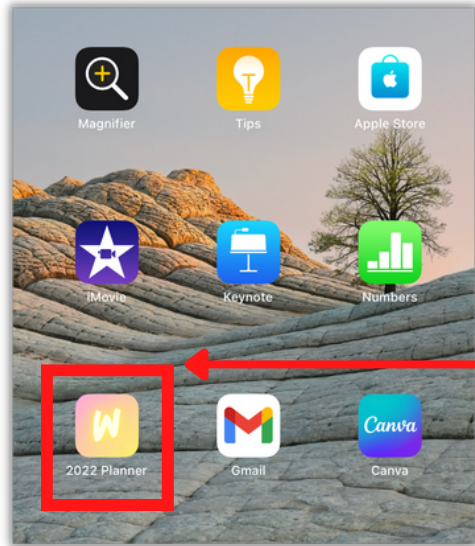 Magnifier
Tips
Apple Store
iMovie
Keynote
Numbers
W
2022 Planner
Gmail
Canva
Canva